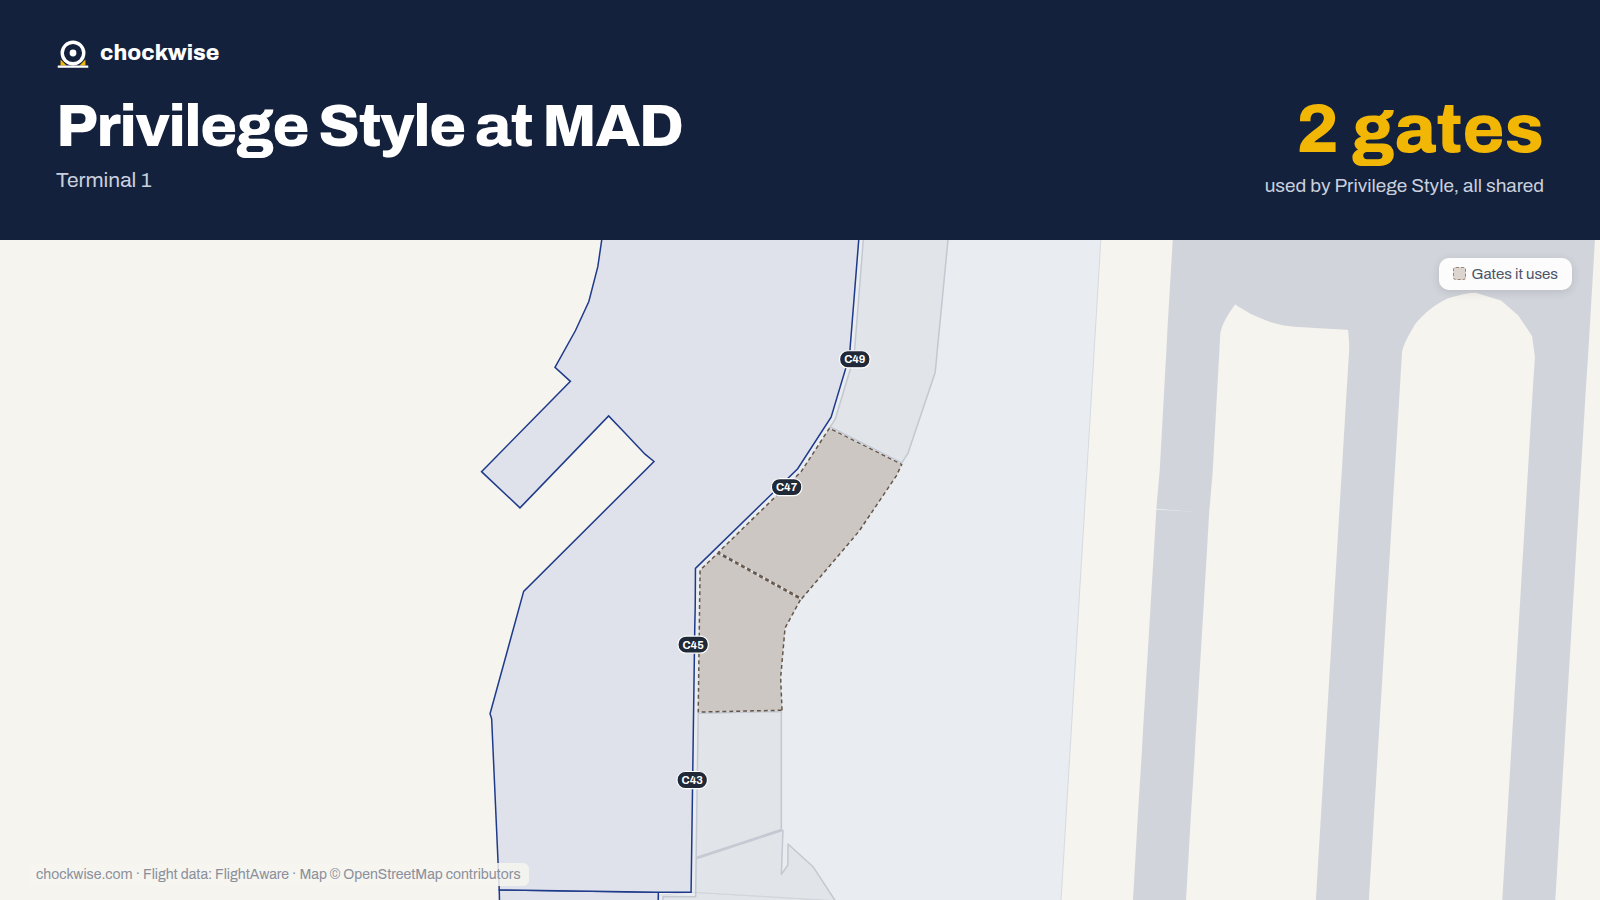 chockwise
Privilege Style at MAD
Terminal 1
2 gates
used by Privilege Style, all shared
Gates it uses
C49
C47
C45
C43
chockwise.com · Flight data: FlightAware · Map © OpenStreetMap contributors